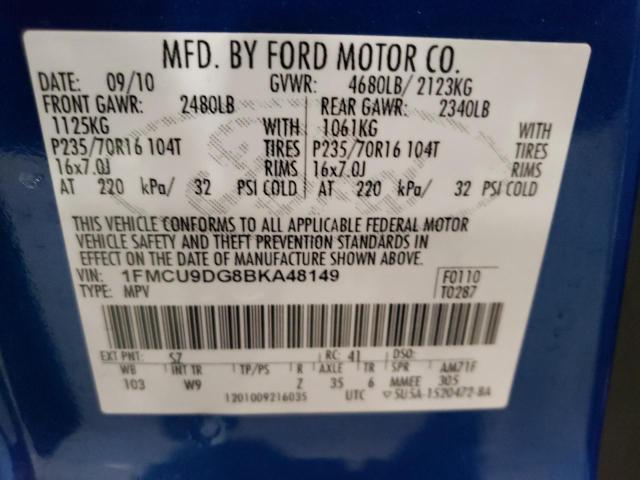 MFD. BY FORD MOTOR CO.
DATE: 09/10 GVWR: 4680LB/ 2123KG
FRONT GAWR: 2480LB REAR GAWR: 2340LB
1125KG WITH 1061KG WITH
P235/70R16 104T TIRES P235/70R16 104T TIRES
16x7.0J RIMS 16x7.0J RIMS
AT 220 kPa/ 32 PSI COLD AT 220 kPa/ 32 PSI COLD
THIS VEHICLE CONFORMS TO ALL APPLICABLE FEDERAL MOTOR
VEHICLE SAFETY AND THEFT PREVENTION STANDARDS IN
EFFECT ON THE DATE OF MANUFACTURE SHOWN ABOVE.
VIN: 1FMCU9DG8BKA48149 F0110
TYPE: MPV T0287
EXT PNT: SZ RC: 41 DSO:
WB INT TR TP/PS R AXLE TR SPR AM71F
103 W9 Z 35 6 MMEE 305
1201009216035 UTC 5U5A-1520472-BA